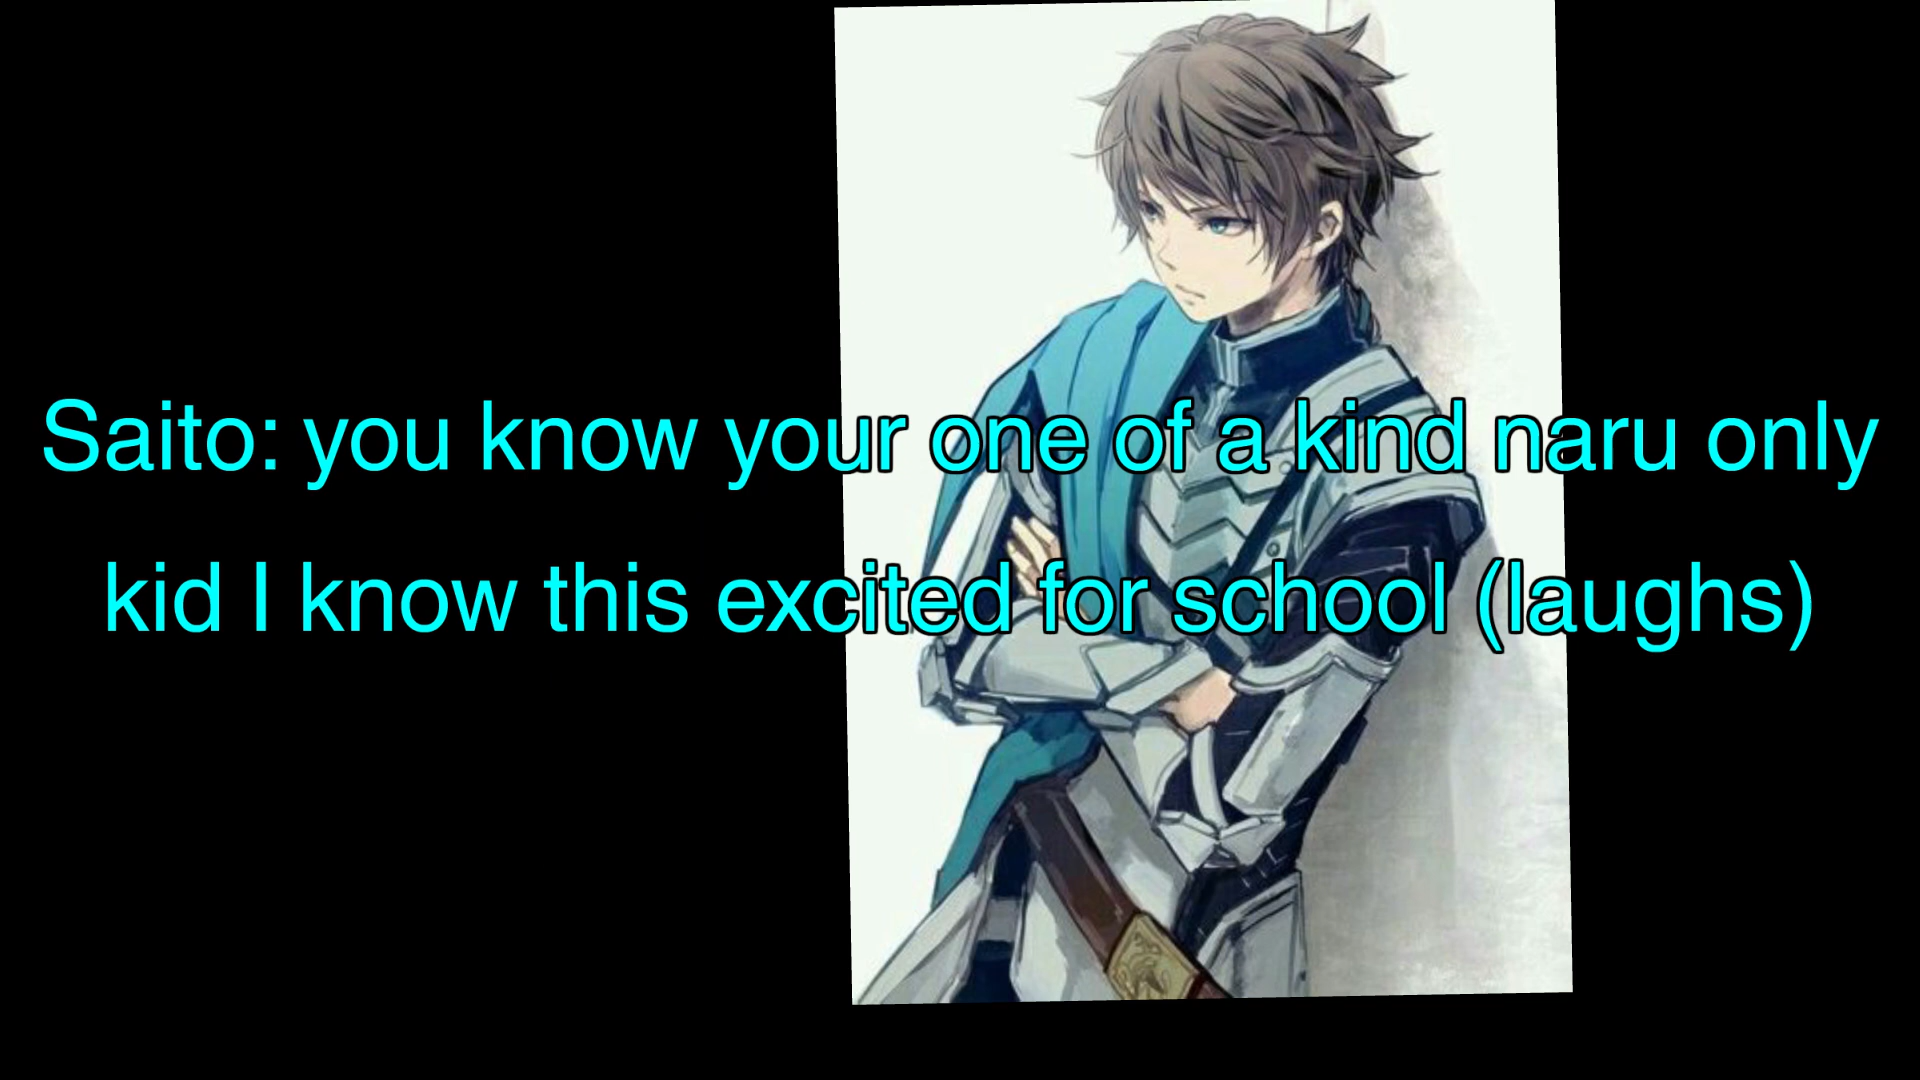 Saito: you know your one of a kind naru only
kid I know this excited for school (laughs)